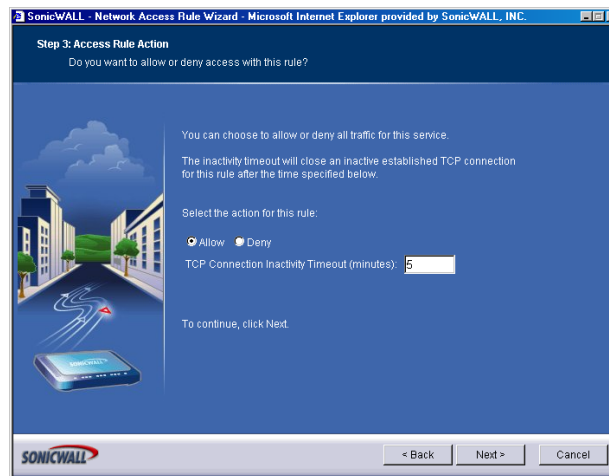 SonicWALL - Network Access Rule Wizard - Microsoft Internet Explorer provided by SonicWALL, INC.
Step 3: Access Rule Action
Do you want to allow or deny access with this rule?
You can choose to allow or deny all traffic for this service.
The inactivity timeout will close an inactive established TCP connection
for this rule after the time specified below.
Select the action for this rule:
Allow Deny
TCP Connection Inactivity Timeout (minutes): 5
To continue, click Next.
SONICWALL
SONICWALL
< Back Next > Cancel